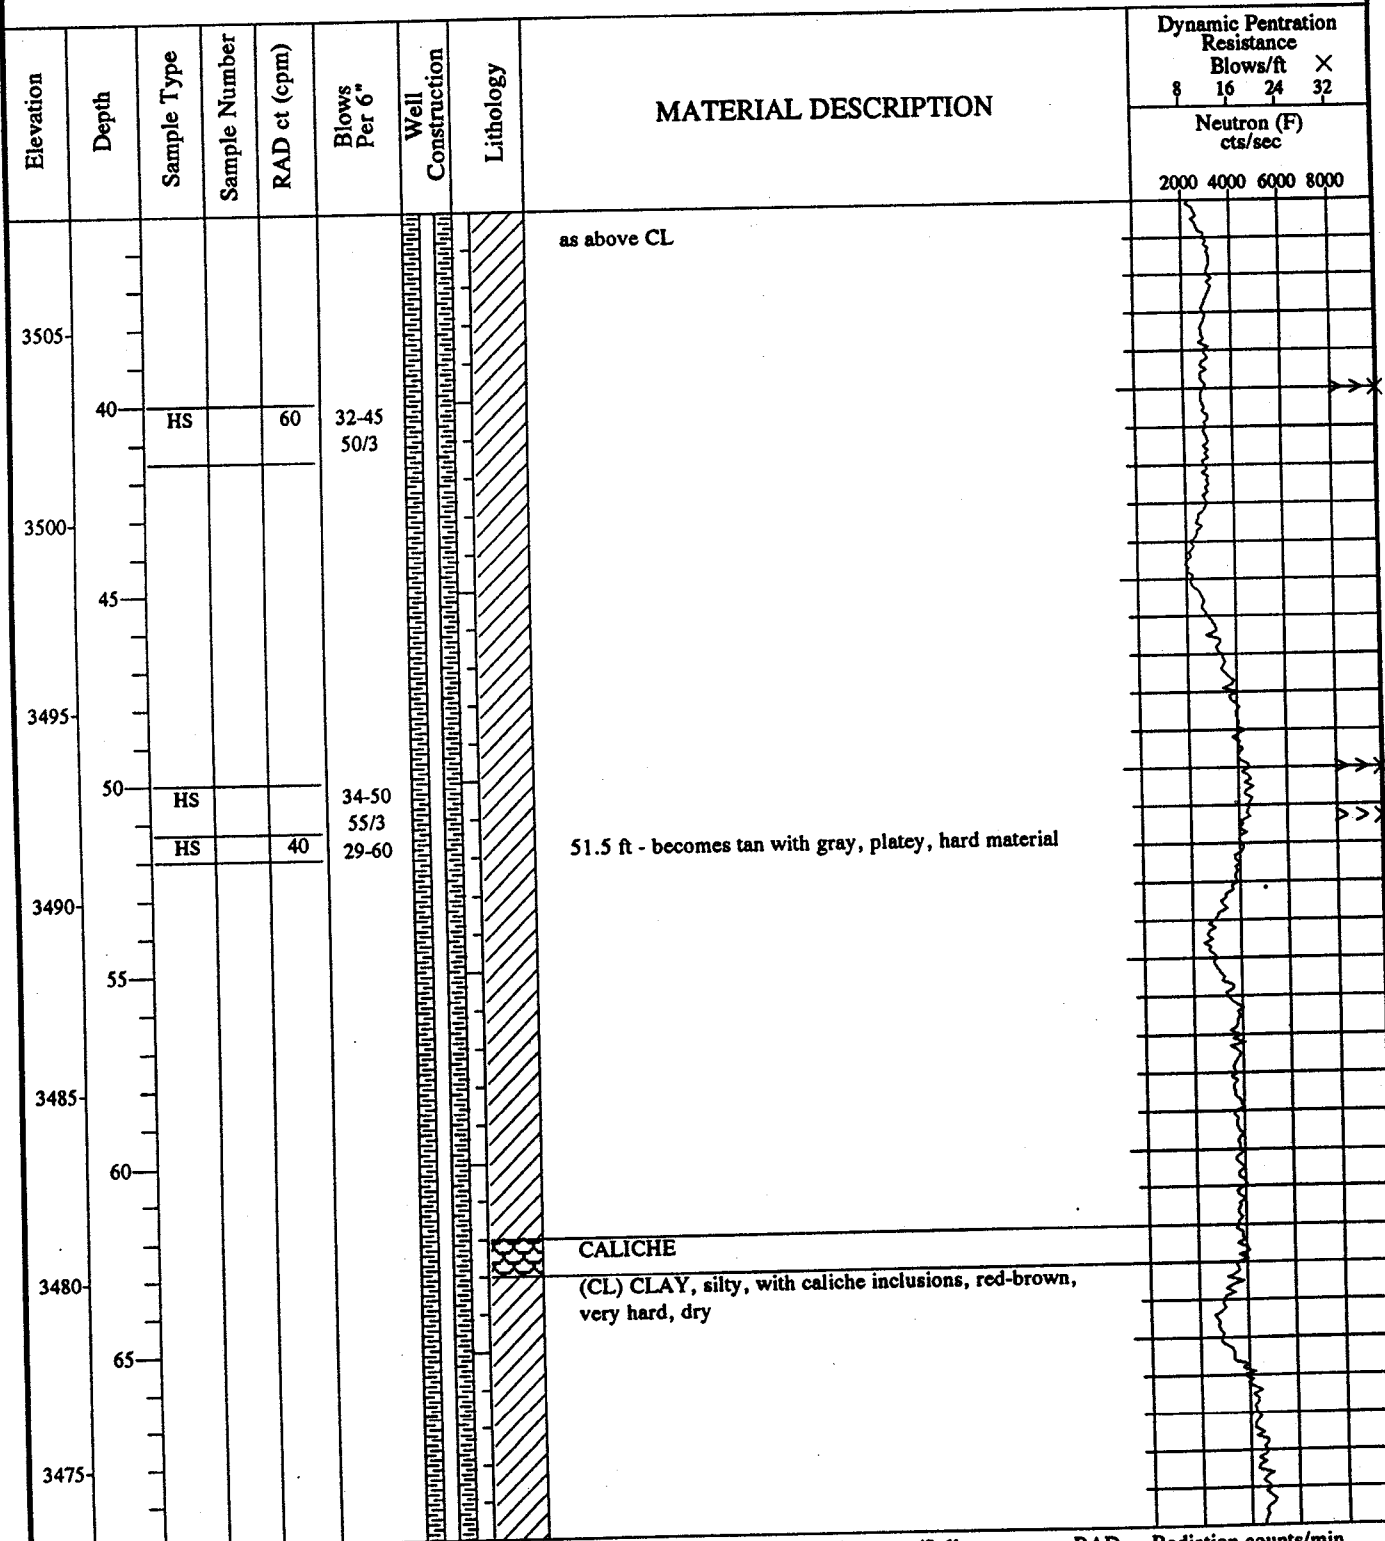 Elevation
Depth
Sample Type
Sample Number
RAD ct (cpm)
Blows
Per 6"
Well
Construction
Lithology
MATERIAL DESCRIPTION
Dynamic Pentration
Resistance
Blows/ft X
8 16 24 32
Neutron (F)
cts/sec
2000 4000 6000 8000
as above CL
3505
40 HS 60 32-45
50/3
3500
45
3495
50 HS 34-50
55/3
HS 40 29-60 51.5 ft - becomes tan with gray, platey, hard material
3490
55
3485
60
CALICHE
3480 (CL) CLAY, silty, with caliche inclusions, red-brown,
very hard, dry
65
3475
RAD Radiation counts/min